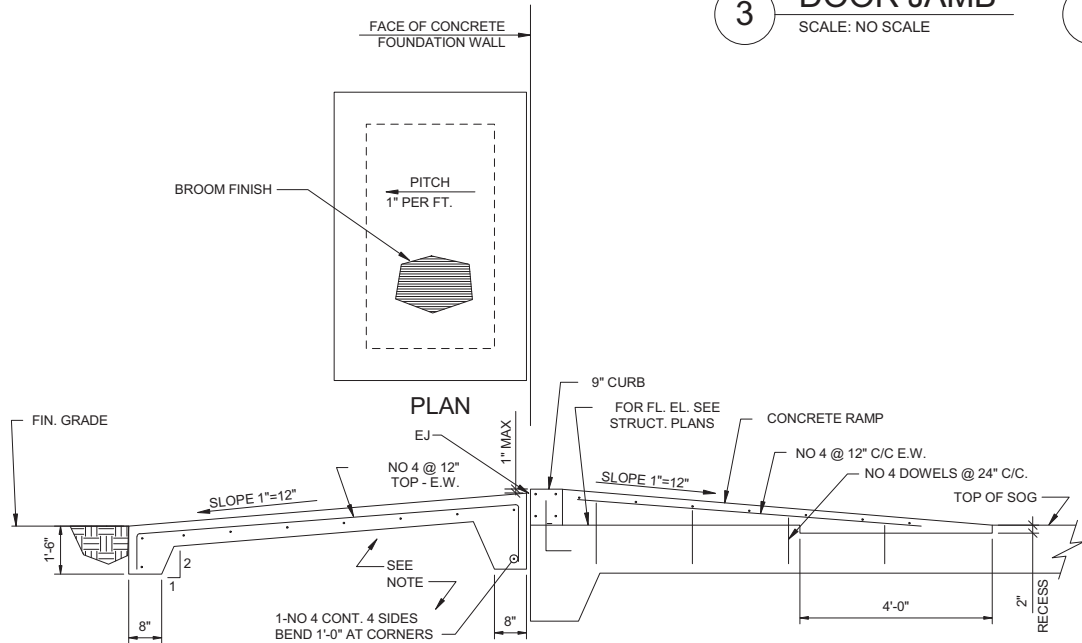 3
DOOR JAMB
SCALE: NO SCALE
FACE OF CONCRETE
FOUNDATION WALL
BROOM FINISH
PITCH
1" PER FT.
PLAN
9" CURB
FOR FL. EL. SEE
STRUCT. PLANS
CONCRETE RAMP
FIN. GRADE
EJ
1" MAX
NO 4 @ 12"
TOP - E.W.
NO 4 @ 12" C/C E.W.
NO 4 DOWELS @ 24" C/C.
SLOPE 1"=12"
SLOPE 1"=12"
TOP OF SOG
1'-6"
2
1
SEE
NOTE
1-NO 4 CONT. 4 SIDES
BEND 1'-0" AT CORNERS
8"
8"
4'-0"
2"
RECESS